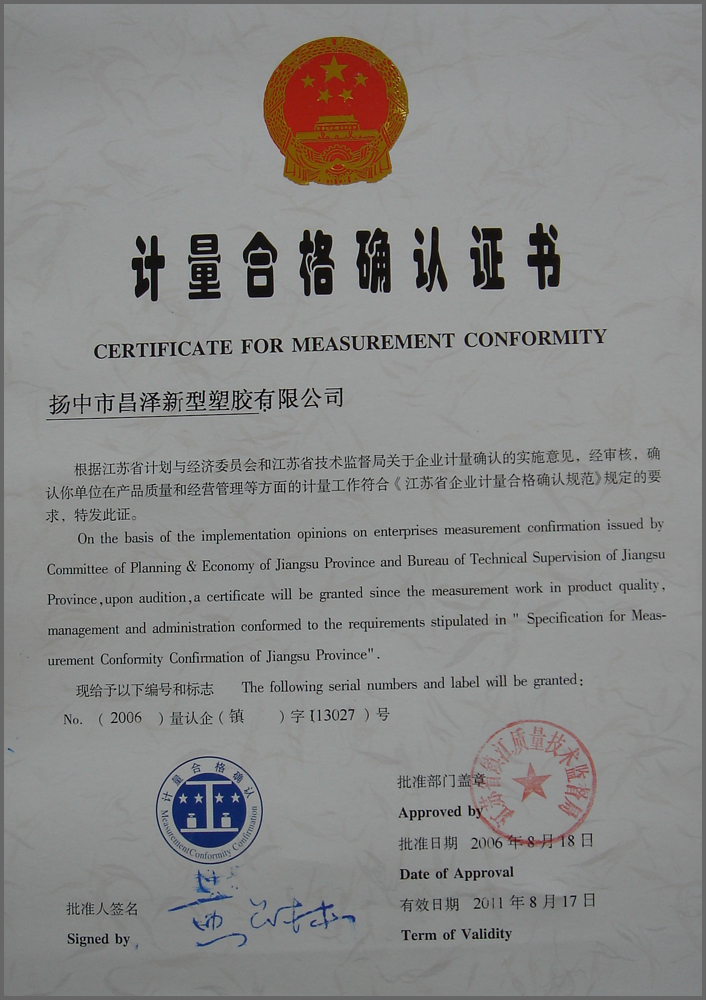 计量合格确认证书
CERTIFICATE FOR MEASUREMENT CONFORMITY
扬中市昌泽新型塑胶有限公司
根据江苏省计划与经济委员会和江苏省技术监督局关于企业计量确认的实施意见，经审核，确
认你单位在产品质量和经营管理等方面的计量工作符合《江苏省企业计量合格确认规范》规定的要
求，特发此证。
On the basis of the implementation opinions on enterprises measurement confirmation issued by
Committee of Planning & Economy of Jiangsu Province and Bureau of Technical Supervision of Jiangsu
Province,upon audition,a certificate will be granted since the measurement work in product quality,
management and administration conformed to the requirements stipulated in " Specification for Meas-
urement Conformity Confirmation of Jiangsu Province".
现给予以下编号和标志 The following serial numbers and label will be granted:
No. （ 2006 ）量认企（ 镇 ）字【13027 ）号
计量合格确认
Measurement Conformity Confirmation
江苏省镇江质量技术监督局
批准部门盖章
Approved by
批准日期 2006 年 8 月 18 日
Date of Approval
有效日期 2011 年 8 月 17 日
Term of Validity
批准人签名
Signed by